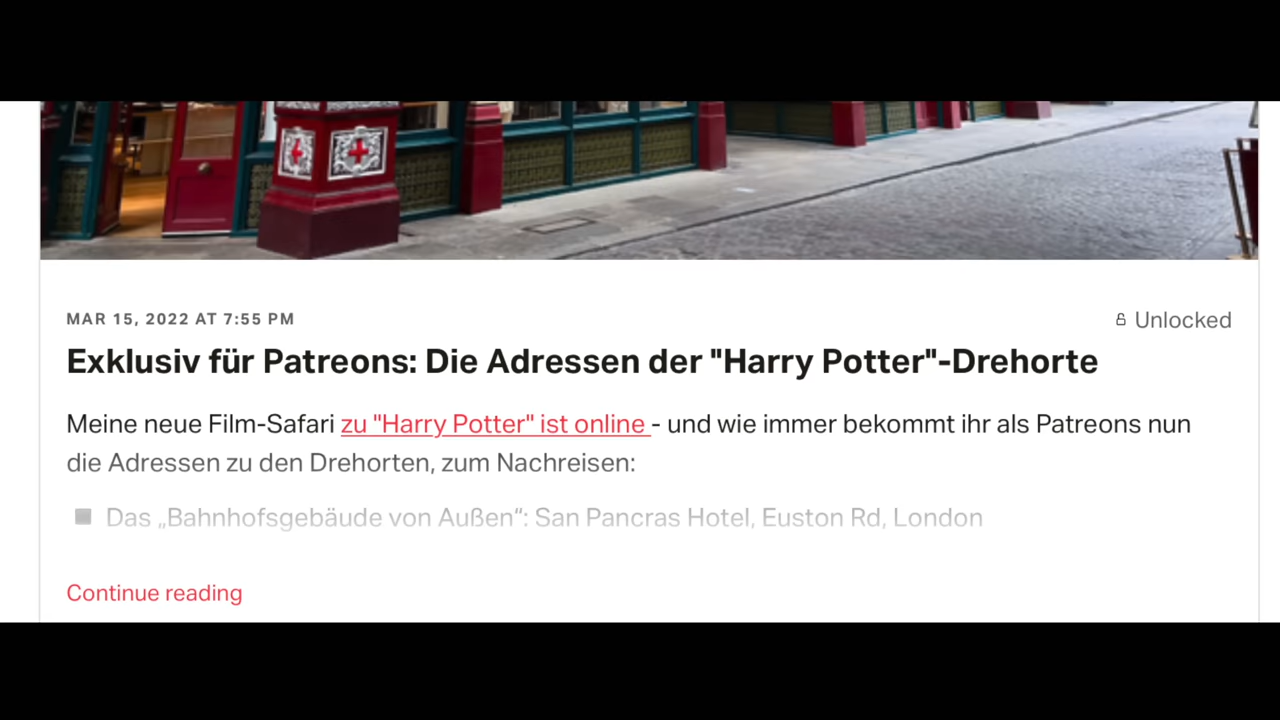 MAR 15, 2022 AT 7:55 PM
Unlocked
Exklusiv für Patreons: Die Adressen der "Harry Potter"-Drehorte
Meine neue Film-Safari zu "Harry Potter" ist online - und wie immer bekommt ihr als Patreons nun
die Adressen zu den Drehorten, zum Nachreisen:
Das „Bahnhofsgebäude von Außen“: San Pancras Hotel, Euston Rd, London
Continue reading